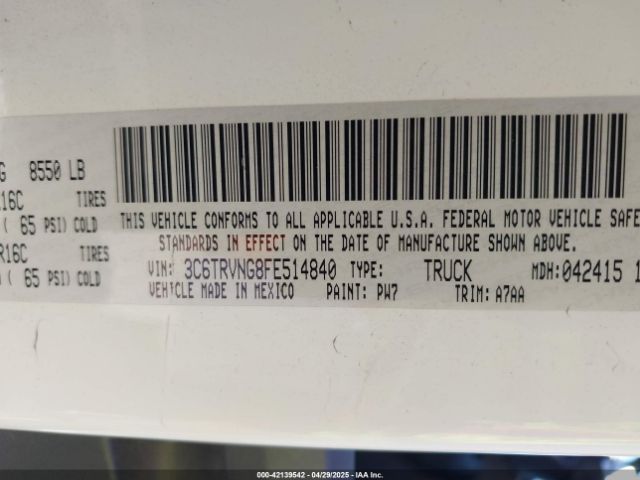 G 8550 LB
R16C TIRES
( 65 PSI) COLD
R16C TIRES
( 65 PSI) COLD
THIS VEHICLE CONFORMS TO ALL APPLICABLE U.S.A. FEDERAL MOTOR VEHICLE SAFE
STANDARDS IN EFFECT ON THE DATE OF MANUFACTURE SHOWN ABOVE.
VIN: 3C6TRVNG8FE514840 TYPE: TRUCK MDH:042415 1
VEHICLE MADE IN MEXICO PAINT: PW7 TRIM: A7AA
000-42139542 - 04/29/2025 - IAA Inc.